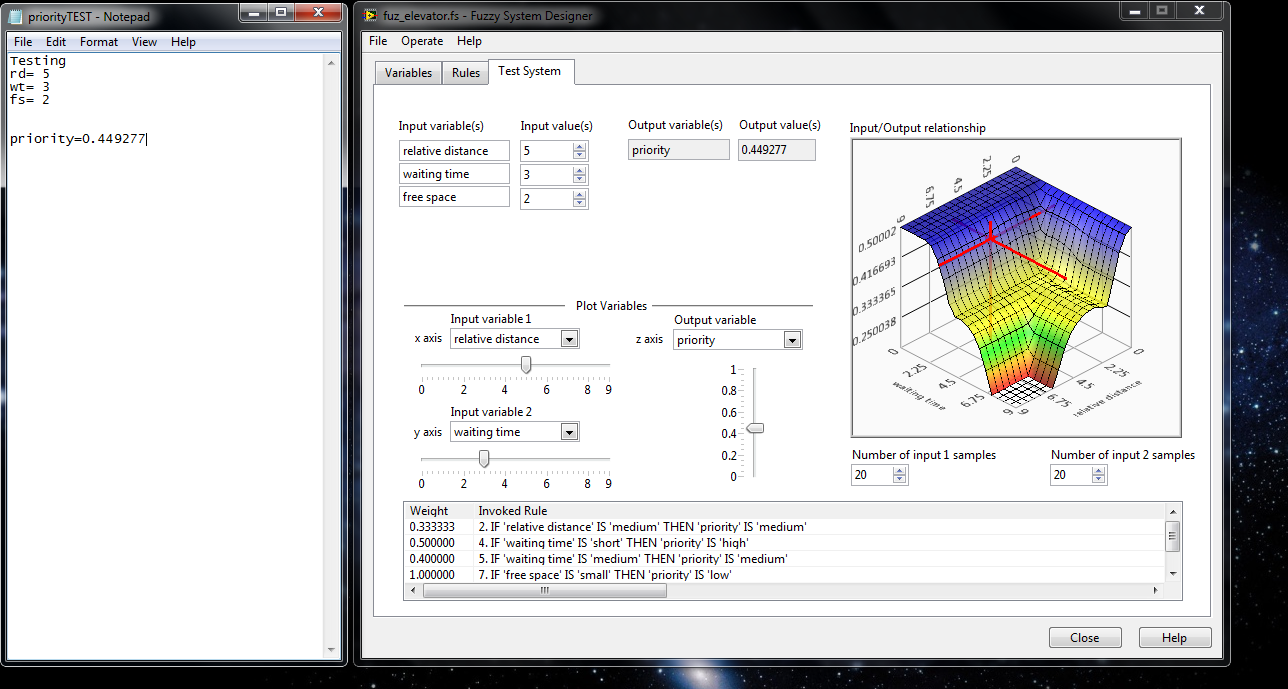 priorityTEST - Notepad
File Edit Format View Help
Testing
rd= 5
wt= 3
fs= 2
priority=0.449277
fuz_elevator.fs - Fuzzy System Designer
File Operate Help
Variables Rules Test System
Input variable(s) Input value(s) Output variable(s) Output value(s)
relative distance 5 priority 0.449277
waiting time 3
free space 2
Input/Output relationship
0
2.25
4.5
6.75
9
0.50002
0.416693
0.333365
0.250038
0
2.25
4.5
6.75
9
waiting time
0
2.25
4.5
6.75
9
relative distance
Plot Variables
Input variable 1
x axis relative distance
0 2 4 6 8 9
Input variable 2
y axis waiting time
0 2 4 6 8 9
Output variable
z axis priority
1
0.8
0.6
0.4
0.2
0
Number of input 1 samples Number of input 2 samples
20 20
Weight Invoked Rule
0.333333 2. IF 'relative distance' IS 'medium' THEN 'priority' IS 'medium'
0.500000 4. IF 'waiting time' IS 'short' THEN 'priority' IS 'high'
0.400000 5. IF 'waiting time' IS 'medium' THEN 'priority' IS 'medium'
1.000000 7. IF 'free space' IS 'small' THEN 'priority' IS 'low'
Close Help